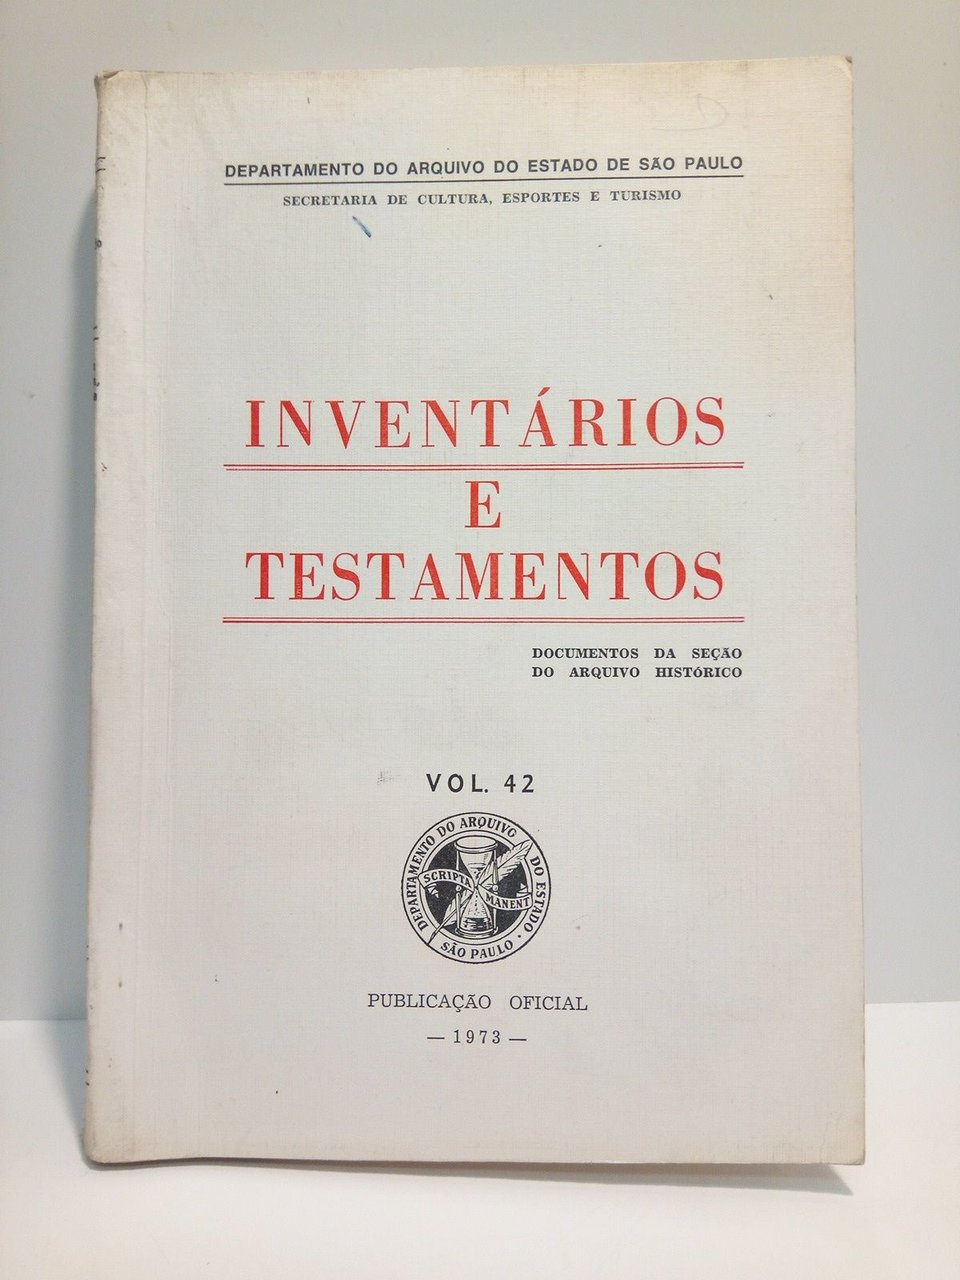 DEPARTAMENTO DO ARQUIVO DO ESTADO DE SÃO PAULO
SECRETARIA DE CULTURA, ESPORTES E TURISMO
INVENTÁRIOS
E
TESTAMENTOS
DOCUMENTOS DA SEÇÃO
DO ARQUIVO HISTÓRICO
VOL. 42
DEPARTAMENTO DO ARQUIVO DO ESTADO
SCRIPTA
MANENT
SÃO PAULO
PUBLICAÇÃO OFICIAL
— 1973 —